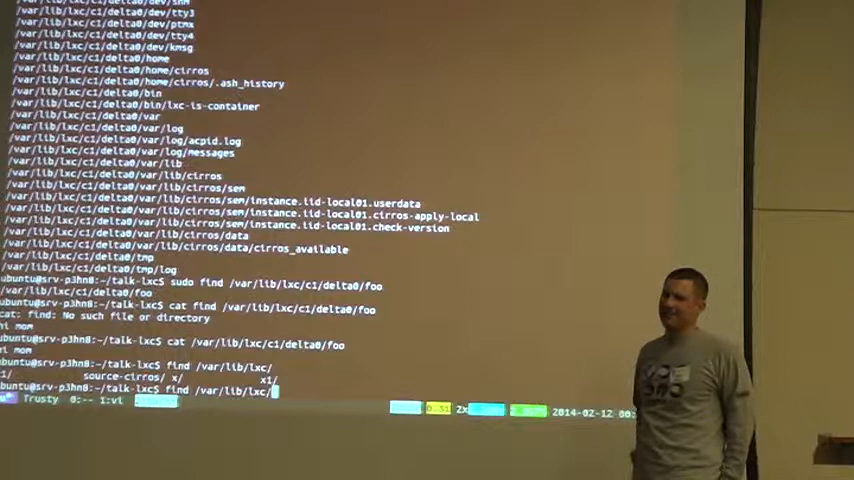 /var/lib/lxc/c1/delta0/dev/shm
/var/lib/lxc/c1/delta0/dev/tty3
/var/lib/lxc/c1/delta0/dev/ptmx
/var/lib/lxc/c1/delta0/dev/tty4
/var/lib/lxc/c1/delta0/dev/kmsg
/var/lib/lxc/c1/delta0/home
/var/lib/lxc/c1/delta0/home/cirros
/var/lib/lxc/c1/delta0/home/cirros/.ash_history
/var/lib/lxc/c1/delta0/bin
/var/lib/lxc/c1/delta0/bin/lxc-is-container
/var/lib/lxc/c1/delta0/var
/var/lib/lxc/c1/delta0/var/log
/var/lib/lxc/c1/delta0/var/log/acpid.log
/var/lib/lxc/c1/delta0/var/log/messages
/var/lib/lxc/c1/delta0/var/lib
/var/lib/lxc/c1/delta0/var/lib/cirros
/var/lib/lxc/c1/delta0/var/lib/cirros/sem
/var/lib/lxc/c1/delta0/var/lib/cirros/sem/instance.iid-local01.userdata
/var/lib/lxc/c1/delta0/var/lib/cirros/sem/instance.iid-local01.cirros-apply-local
/var/lib/lxc/c1/delta0/var/lib/cirros/sem/instance.iid-local01.check-version
/var/lib/lxc/c1/delta0/var/lib/cirros/data
/var/lib/lxc/c1/delta0/var/lib/cirros/data/cirros_available
/var/lib/lxc/c1/delta0/tmp
/var/lib/lxc/c1/delta0/tmp/log
ubuntu@srv-p3hn8:~/talk-lxc$ sudo find /var/lib/lxc/c1/delta0/foo
/var/lib/lxc/c1/delta0/foo
ubuntu@srv-p3hn8:~/talk-lxc$ cat find /var/lib/lxc/c1/delta0/foo
cat: find: No such file or directory
hi mom
ubuntu@srv-p3hn8:~/talk-lxc$ cat /var/lib/lxc/c1/delta0/foo
hi mom
ubuntu@srv-p3hn8:~/talk-lxc$ find /var/lib/lxc/
1/ source-cirros/ x/ x1/
ubuntu@srv-p3hn8:~/talk-lxc$ find /var/lib/lxc/
Trusty 0:-- 1:vi 0.31 2x 2014-02-12 00: